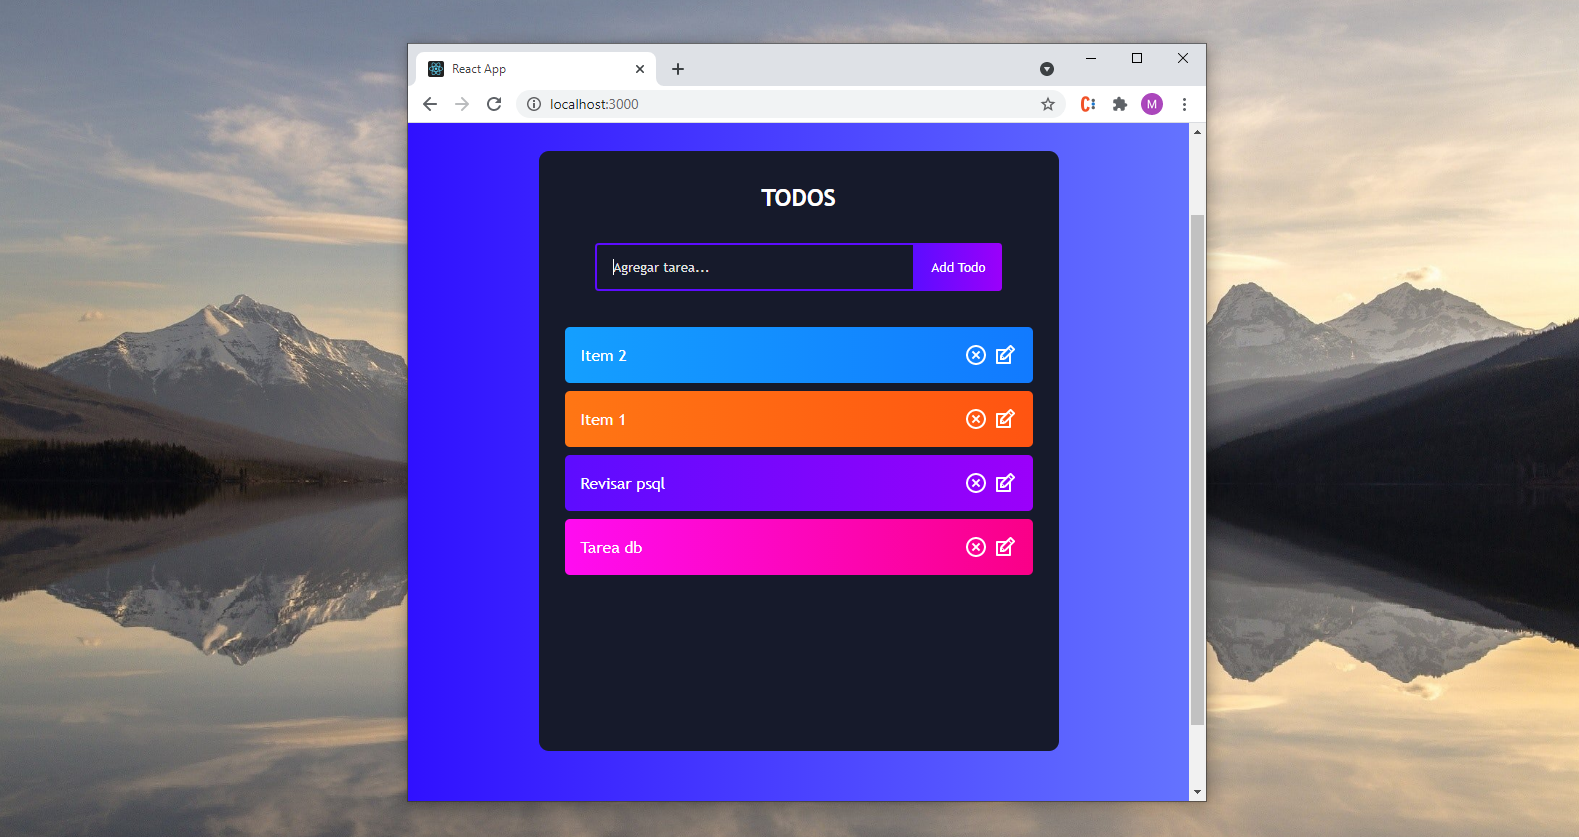 React App
localhost:3000
M
TODOS
Agregar tarea...
Add Todo
Item 2
Item 1
Revisar psql
Tarea db